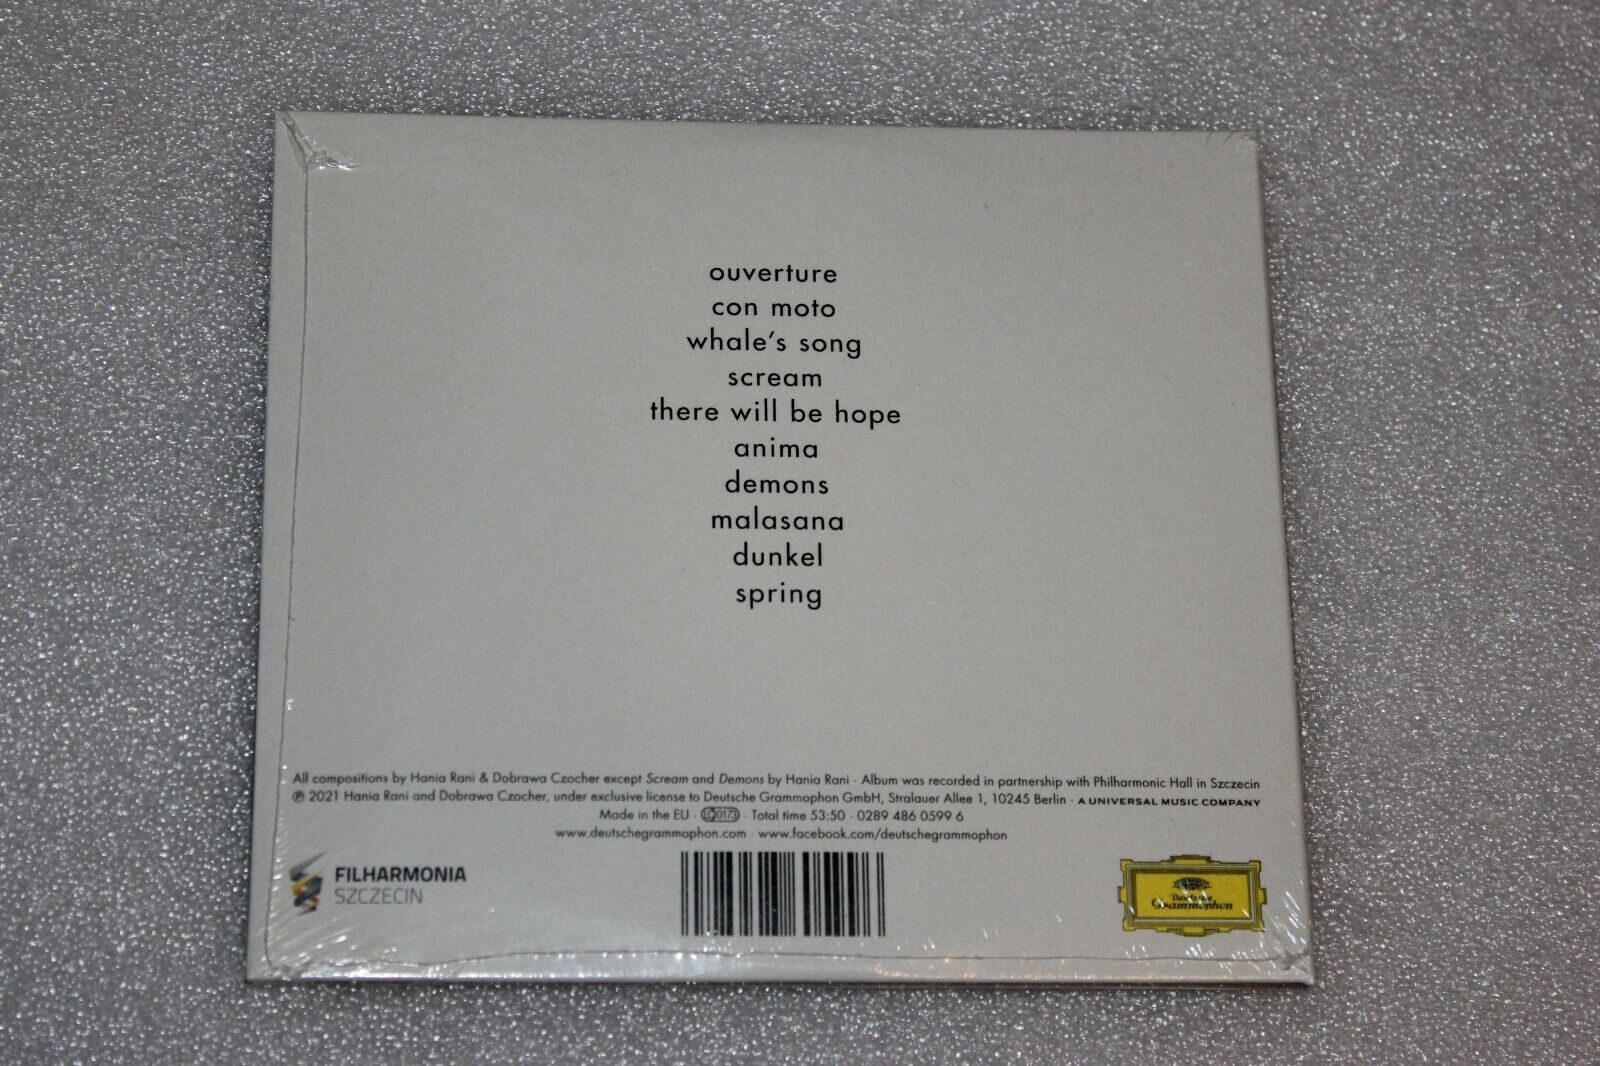 ouverture
con moto
whale's song
scream
there will be hope
anima
demons
malasana
dunkel
spring
All compositions by Hania Rani & Dobrawa Czocher except Scream and Demons by Hania Rani · Album was recorded in partnership with Philharmonic Hall in Szczecin
℗ 2021 Hania Rani and Dobrawa Czocher, under exclusive license to Deutsche Grammophon GmbH, Stralauer Allee 1, 10245 Berlin · A UNIVERSAL MUSIC COMPANY
Made in the EU · LC 0173 · Total time 53:50 · 0289 486 0599 6
www.deutschegrammophon.com · www.facebook.com/deutschegrammophon
FILHARMONIA
SZCZECIN
Deutsche
Grammophon